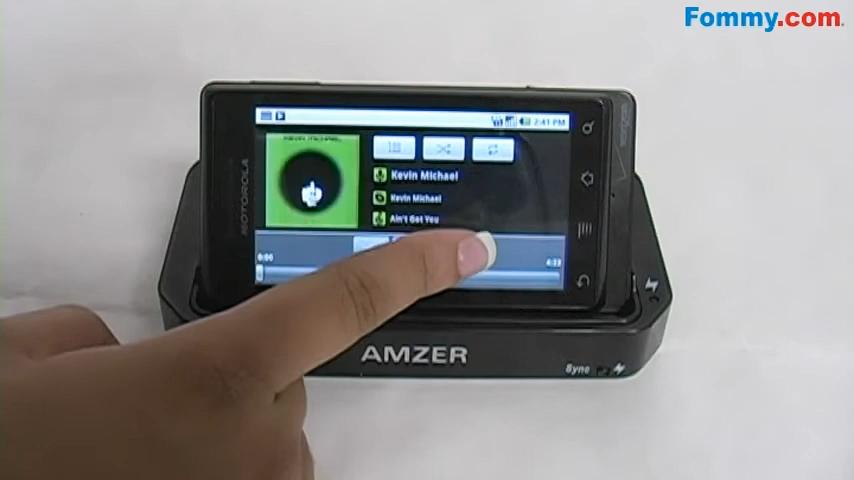 Fommy.com
2:41 PM
MOTOROLA
Kevin Michael
Kevin Michael
Ain't Got You
0:00
4:23
AMZER
Sync